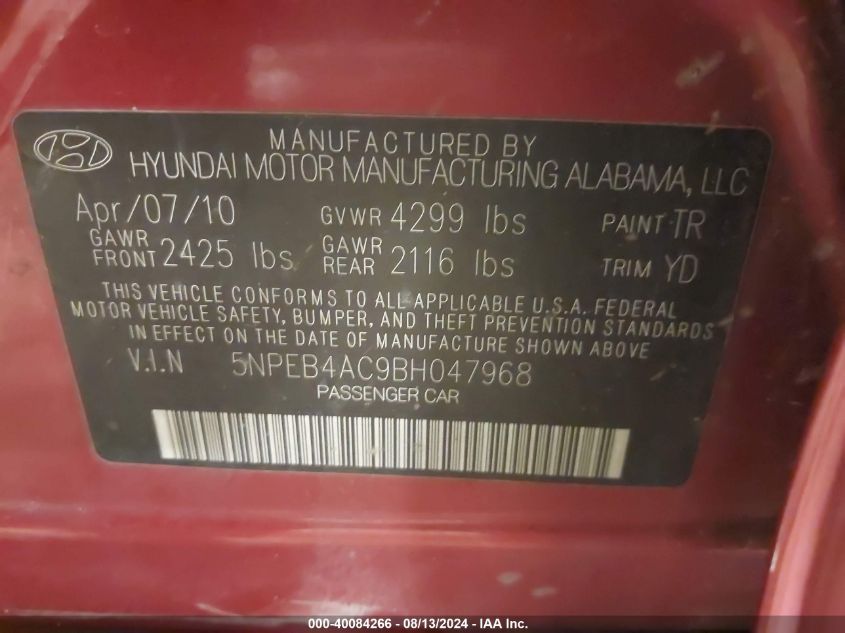 MANUFACTURED BY
HYUNDAI MOTOR MANUFACTURING ALABAMA, LLC
Apr/07/10 GVWR 4299 lbs PAINT TR
GAWR FRONT 2425 lbs GAWR REAR 2116 lbs TRIM YD
THIS VEHICLE CONFORMS TO ALL APPLICABLE U.S.A. FEDERAL
MOTOR VEHICLE SAFETY, BUMPER, AND THEFT PREVENTION STANDARDS
IN EFFECT ON THE DATE OF MANUFACTURE SHOWN ABOVE
V.I.N 5NPEB4AC9BH047968
PASSENGER CAR
000-40084266 - 08/13/2024 - IAA Inc.